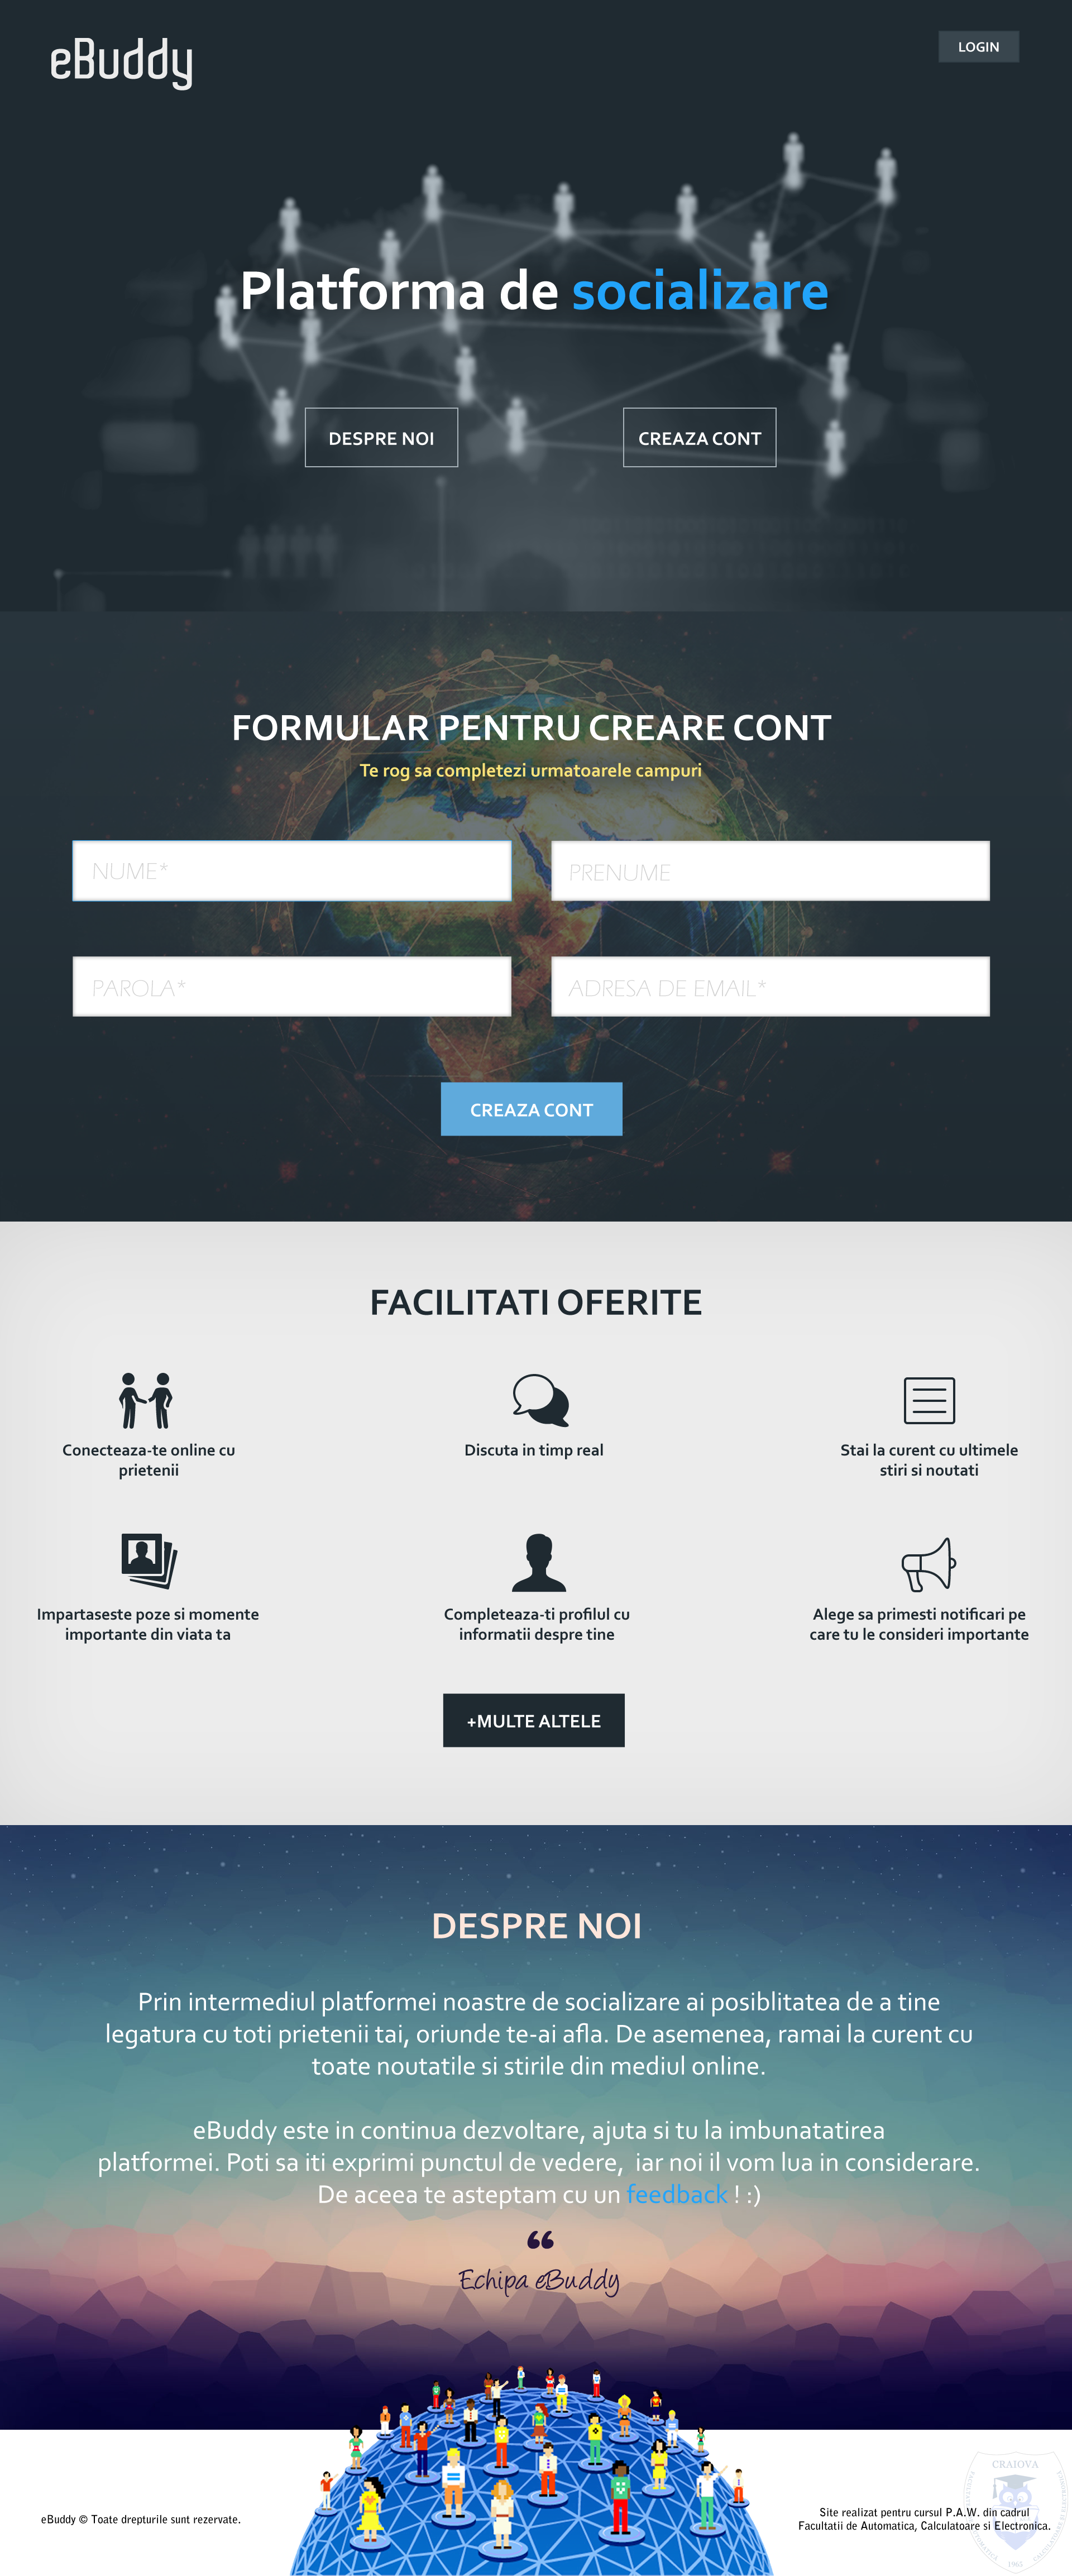 eBuddy
LOGIN
Platforma de socializare
DESPRE NOI
CREAZA CONT
FORMULAR PENTRU CREARE CONT
Te rog sa completezi urmatoarele campuri
NUME*
PRENUME
PAROLA*
ADRESA DE EMAIL*
CREAZA CONT
FACILITATI OFERITE
Conecteaza-te online cu
prietenii
Discuta in timp real
Stai la curent cu ultimele
stiri si noutati
Impartaseste poze si momente
importante din viata ta
Completeaza-ti profilul cu
informatii despre tine
Alege sa primesti notificari pe
care tu le consideri importante
+MULTE ALTELE
DESPRE NOI
Prin intermediul platformei noastre de socializare ai posiblitatea de a tine
legatura cu toti prietenii tai, oriunde te-ai afla. De asemenea, ramai la curent cu
toate noutatile si stirile din mediul online.
eBuddy este in continua dezvoltare, ajuta si tu la imbunatatirea
platformei. Poti sa iti exprimi punctul de vedere, iar noi il vom lua in considerare.
De aceea te asteptam cu un feedback ! :)
“
Echipa eBuddy
eBuddy © Toate drepturile sunt rezervate.
CRAIOVA
Site realizat pentru cursul P.A.W. din cadrul
Facultatii de Automatica, Calculatoare si Electronica.
1965